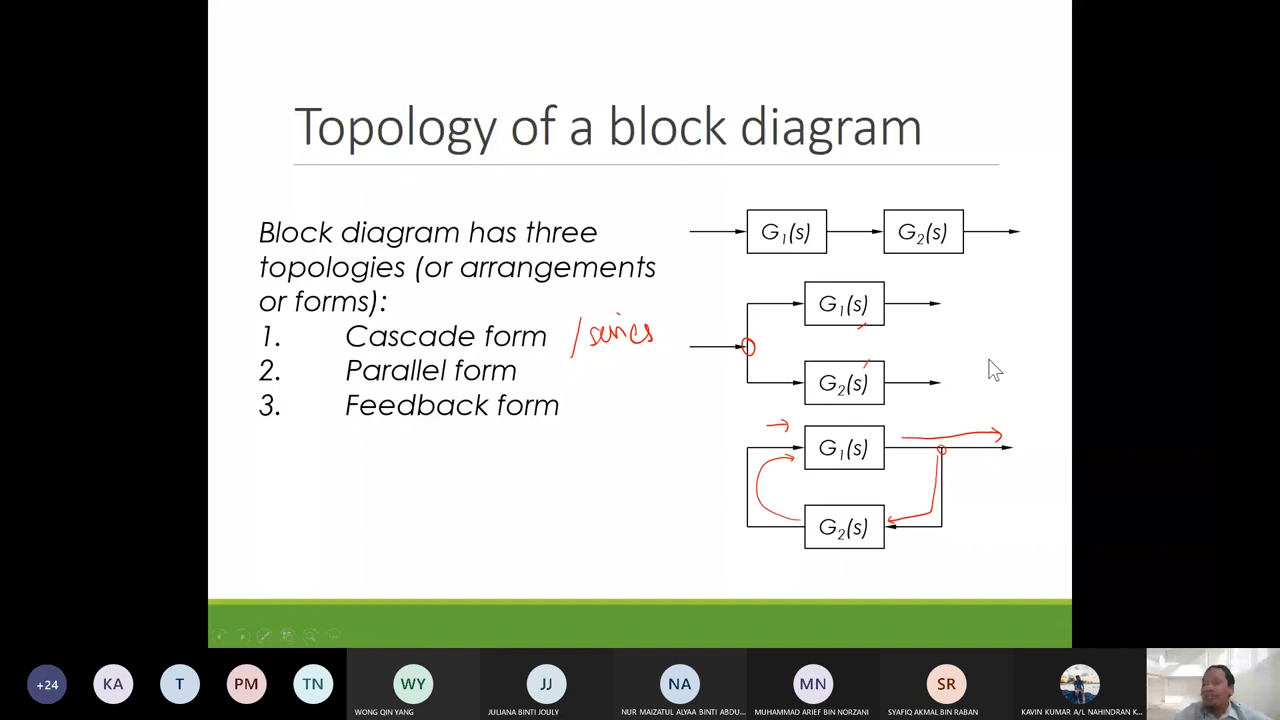 Topology of a block diagram
Block diagram has three
topologies (or arrangements
or forms):
1. Cascade form /series
2. Parallel form
3. Feedback form
G1(s) G2(s)
G1(s)
G2(s)
G1(s)
G2(s)
+24 KA T PM TN WY JJ NA MN SR
WONG QIN YANG JULIANA BINTI JOULY NUR MAIZATUL ALYAA BINTI ABDU... MUHAMMAD ARIEF BIN NORZANI SYAFIQ AKMAL BIN RABAN KAVIN KUMAR A/L NAHINDRAN K...